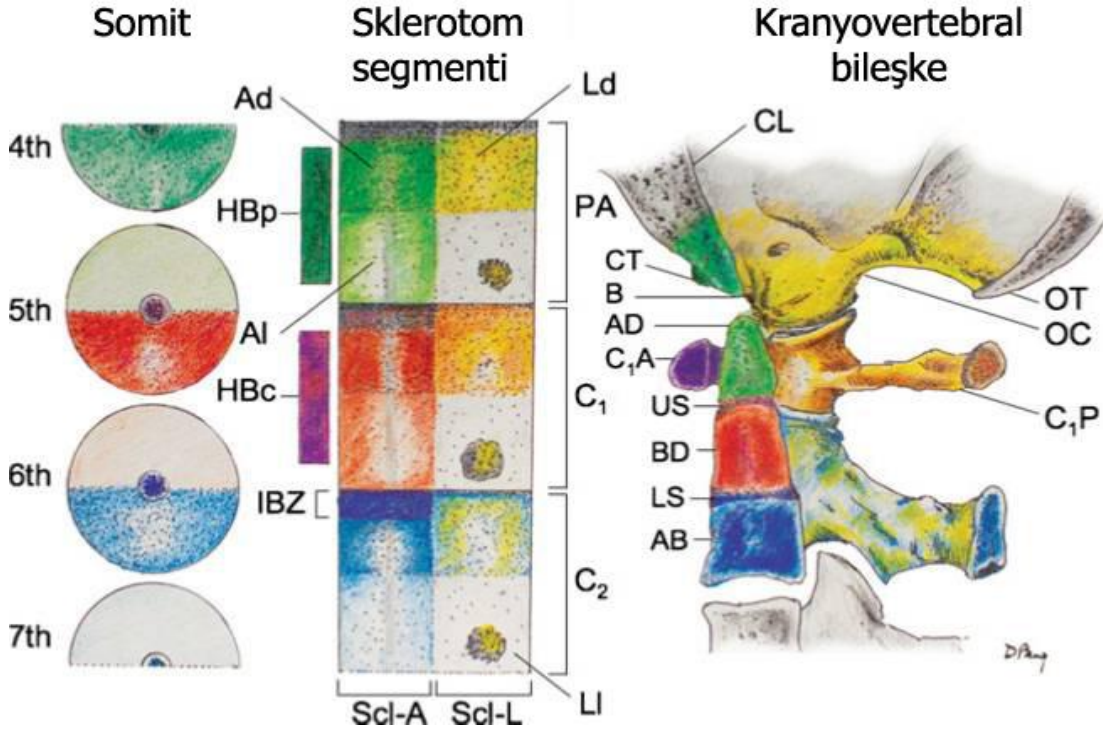 Somit
Sklerotom
segmenti
Kranyovertebral
bileşke
4th
5th
6th
7th
Ad
Ld
HBp
Al
HBc
IBZ
PA
C₁
C₂
Ll
Scl-A
Scl-L
CL
CT
B
AD
C₁A
US
BD
LS
AB
OT
OC
C₁P
D Pang